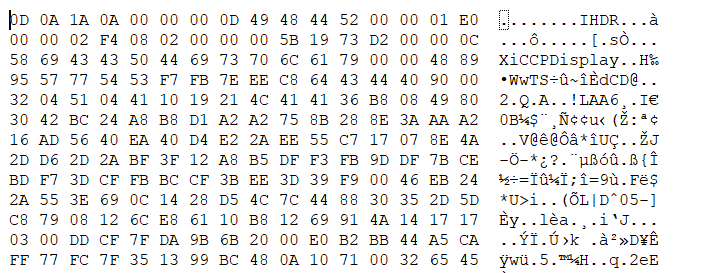 0D 0A 1A 0A 00 00 00 0D 49 48 44 52 00 00 01 E0 ........IHDR...à
00 00 02 F4 08 02 00 00 00 5B 19 73 D2 00 00 0C ...ô.....[.sÒ...
58 69 43 43 50 44 69 73 70 6C 61 79 00 00 48 89 XiCCPDisplay..H‰
95 57 77 54 53 F7 FB 7E EE C8 64 43 44 40 90 00 •WwTS÷û~îÈdCD@..
32 04 51 04 41 10 19 21 4C 41 41 36 B8 08 49 80 2.Q.A..!LAA6¸.I€
30 42 BC 24 A8 B8 D1 A2 A2 75 8B 28 8E 3A AA A2 0B¼$¨¸Ñ¢¢u‹(Ž:ª¢
16 AD 56 40 EA 40 D4 E2 2A AE EE 55 C7 17 07 8E 4A ..V@ê@Ôâ*îUÇ..ŽJ
2D D6 2D 2A BF 3F 12 A8 B5 DF F3 FB 9D DF 7B CE -Ö-*¿?.¨µßóû.ß{Î
BD F7 3D CF FB BC CF 3B EE 3D 39 F9 00 46 EB 24 ½÷=Ïû¼Ï;î=9ù.Fë$
2A 55 3E 69 0C 14 28 D5 4C 7C 44 88 30 35 2D 5D *U>i..(ÕL|Dˆ05-]
C8 79 08 12 6C E8 61 10 B8 12 69 91 4A 14 17 17 Èy..lèa.¸.i‘J...
03 00 DD CF 7F DA 9B 6B 20 00 E0 B2 BB 44 A5 CA ..ÝÏ.Ú›k .à²»D¥Ê
FF 77 FC 7F 35 13 99 BC 48 0A 10 71 00 32 65 45 ÿwü.5.™¼H..q.2eE